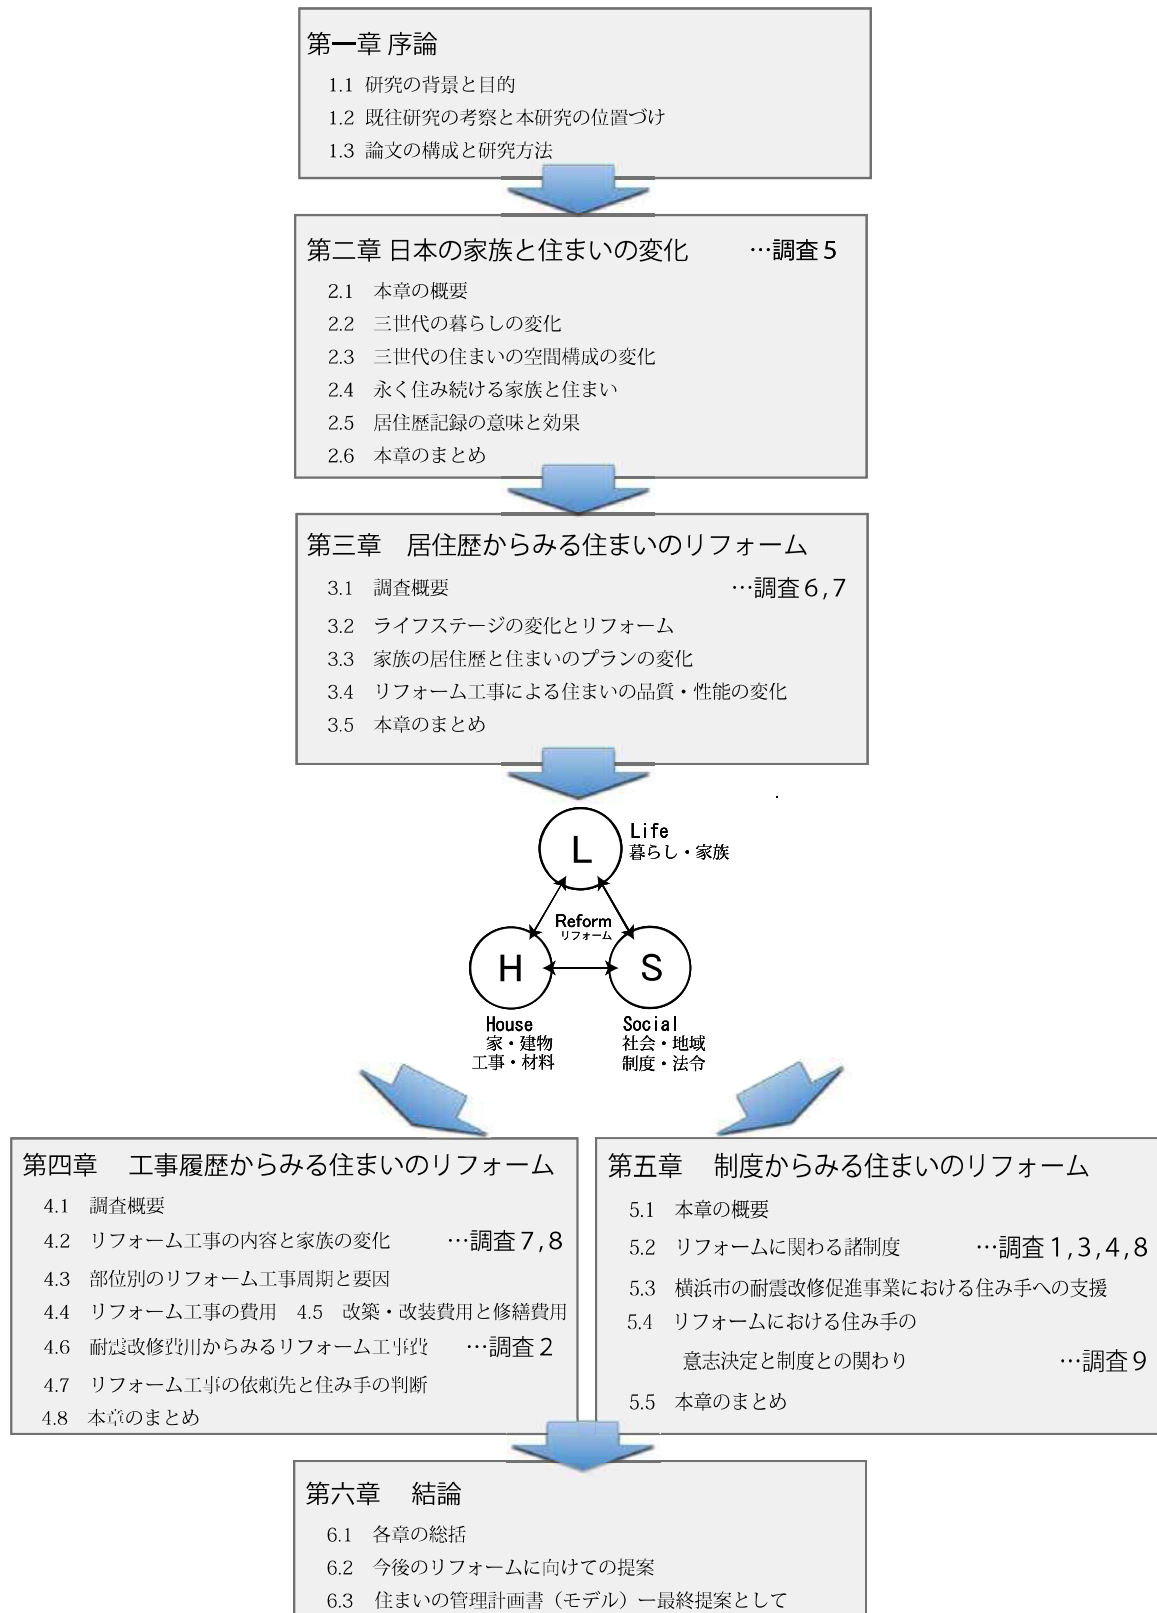 第一章 序論
1.1 研究の背景と目的
1.2 既往研究の考察と本研究の位置づけ
1.3 論文の構成と研究方法
第二章 日本の家族と住まいの変化 …調査5
2.1 本章の概要
2.2 三世代の暮らしの変化
2.3 三世代の住まいの空間構成の変化
2.4 永く住み続ける家族と住まい
2.5 居住歴記録の意味と効果
2.6 本章のまとめ
第三章 居住歴からみる住まいのリフォーム
3.1 調査概要 …調査6,7
3.2 ライフステージの変化とリフォーム
3.3 家族の居住歴と住まいのプランの変化
3.4 リフォーム工事による住まいの品質・性能の変化
3.5 本章のまとめ
L
Life
暮らし・家族
Reform
リフォーム
H
S
House
家・建物
工事・材料
Social
社会・地域
制度・法令
第四章 工事履歴からみる住まいのリフォーム
4.1 調査概要
4.2 リフォーム工事の内容と家族の変化 …調査7,8
4.3 部位別のリフォーム工事周期と要因
4.4 リフォーム工事の費用 4.5 改築・改装費用と修繕費用
4.6 耐震改修費用からみるリフォーム工事費 …調査2
4.7 リフォーム工事の依頼先と住み手の判断
4.8 本章のまとめ
第五章 制度からみる住まいのリフォーム
5.1 本章の概要
5.2 リフォームに関わる諸制度 …調査1,3,4,8
5.3 横浜市の耐震改修促進事業における住み手への支援
5.4 リフォームにおける住み手の
意志決定と制度との関わり …調査9
5.5 本章のまとめ
第六章 結論
6.1 各章の総括
6.2 今後のリフォームに向けての提案
6.3 住まいの管理計画書（モデル）ー最終提案として